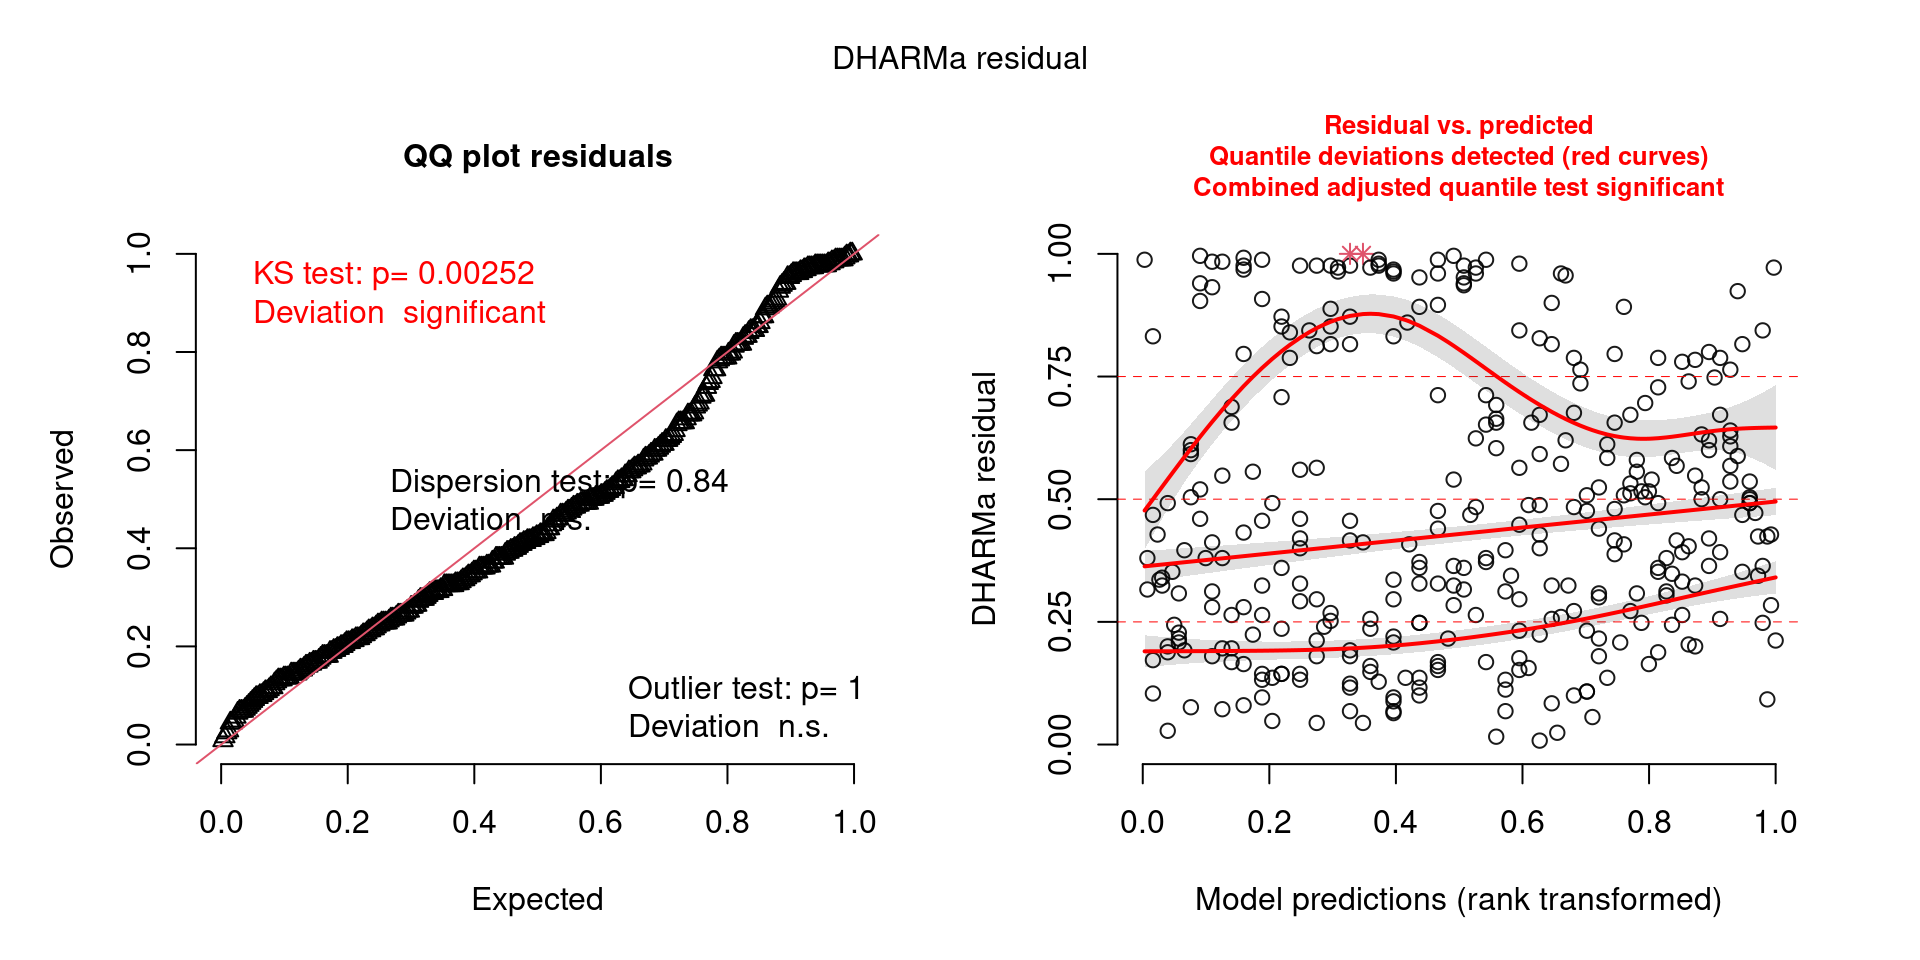 DHARMa residual
QQ plot residuals
KS test: p= 0.00252
Deviation  significant
Dispersion test: p= 0.84
Deviation  n.s.
Outlier test: p= 1
Deviation  n.s.
Observed
0.0 0.2 0.4 0.6 0.8 1.0
0.0 0.2 0.4 0.6 0.8 1.0
Expected
Residual vs. predicted
Quantile deviations detected (red curves)
Combined adjusted quantile test significant
DHARMa residual
0.00 0.25 0.50 0.75 1.00
0.0 0.2 0.4 0.6 0.8 1.0
Model predictions (rank transformed)